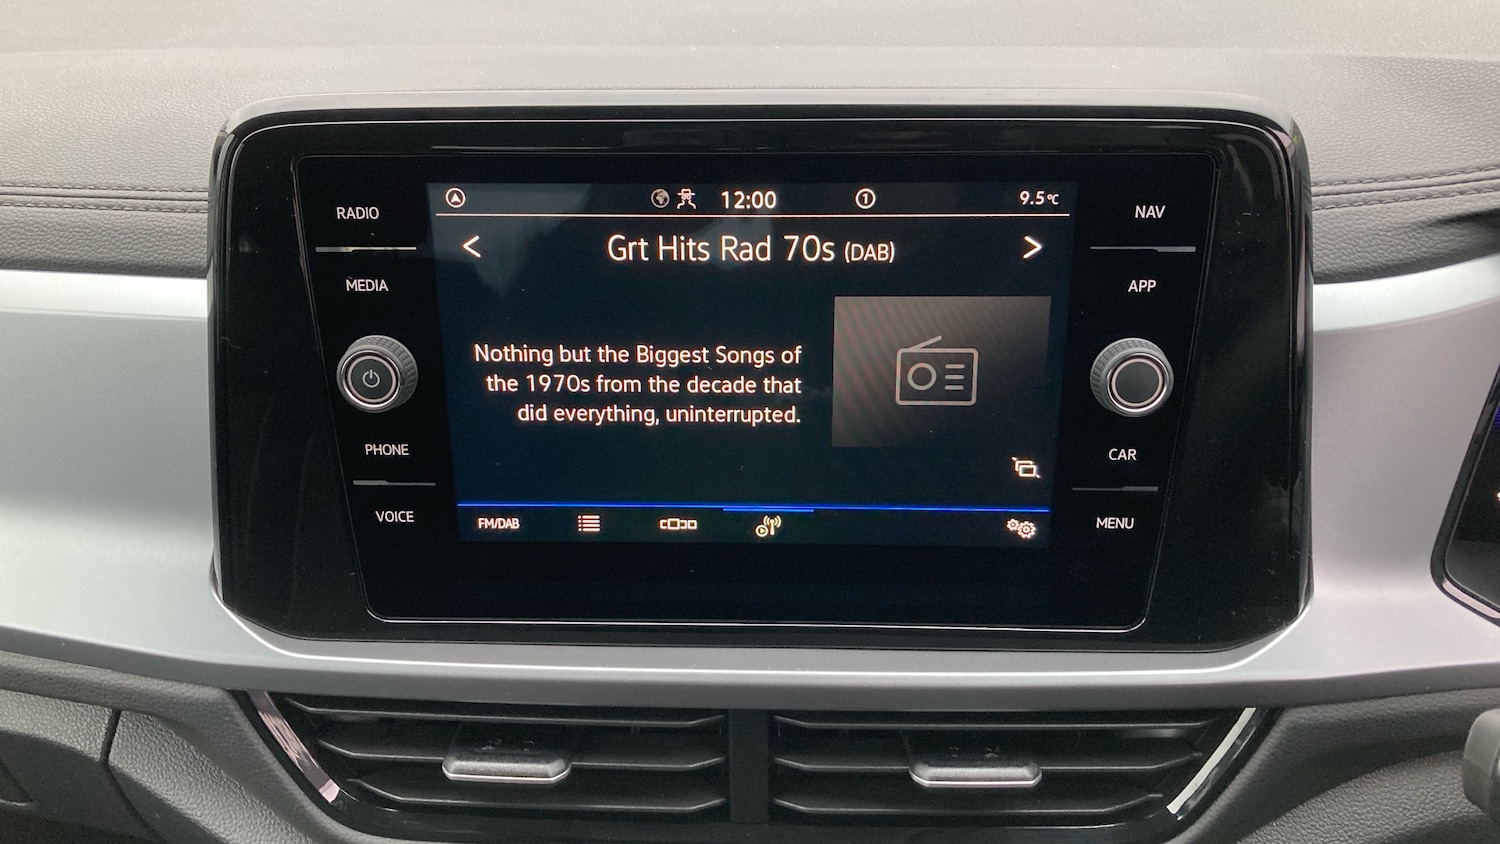 RADIO
MEDIA
PHONE
VOICE
12:00
1
9.5°C
< Grt Hits Rad 70s (DAB) >
Nothing but the Biggest Songs of
the 1970s from the decade that
did everything, uninterrupted.
FM/DAB
NAV
APP
CAR
MENU